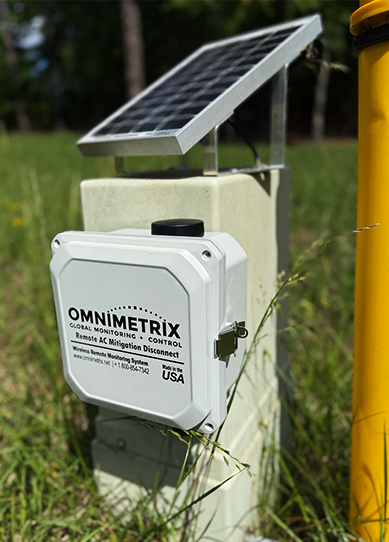 OMNIMETRIX
GLOBAL MONITORING • CONTROL
Remote AC Mitigation Disconnect
Wireless Remote Monitoring System
www.omnimetrix.net | + 1 800-854-7342
Made in the
USA